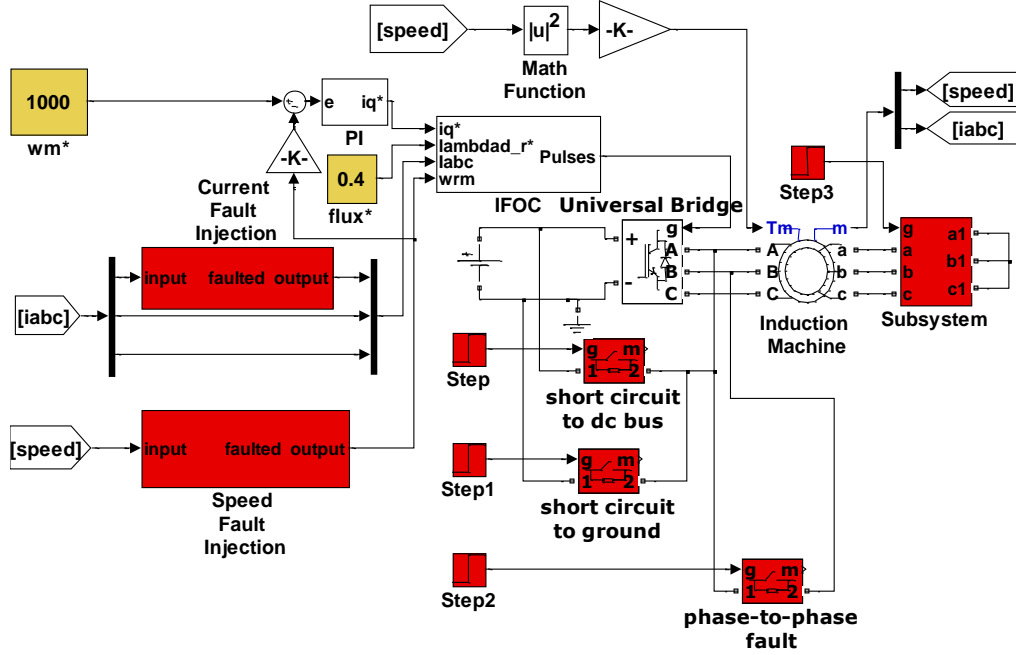 [speed]
|u|²
-K-
Math
Function
1000
wm*
e iq*
PI
-K-
0.4
flux*
iq*
lambdad_r*
Iabc
wrm
Pulses
IFOC
[speed]
[iabc]
Step3
Current
Fault
Injection
input faulted output
[iabc]
Universal Bridge
+
-
g
A
B
C
Tm m
A a
B b
C c
Induction
Machine
g
a a1
b b1
c c1
Subsystem
Step
g m
1 2
short circuit
to dc bus
[speed]
input faulted output
Speed
Fault
Injection
Step1
g m
1 2
short circuit
to ground
Step2
g m
1 2
phase-to-phase
fault